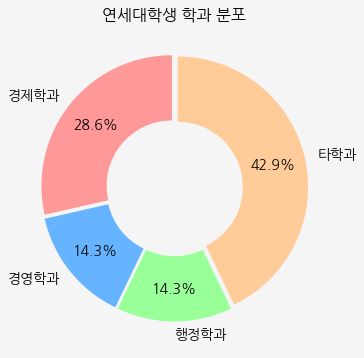 연세대학생 학과 분포
경제학과
28.6%
타학과
42.9%
경영학과
14.3%
14.3%
행정학과